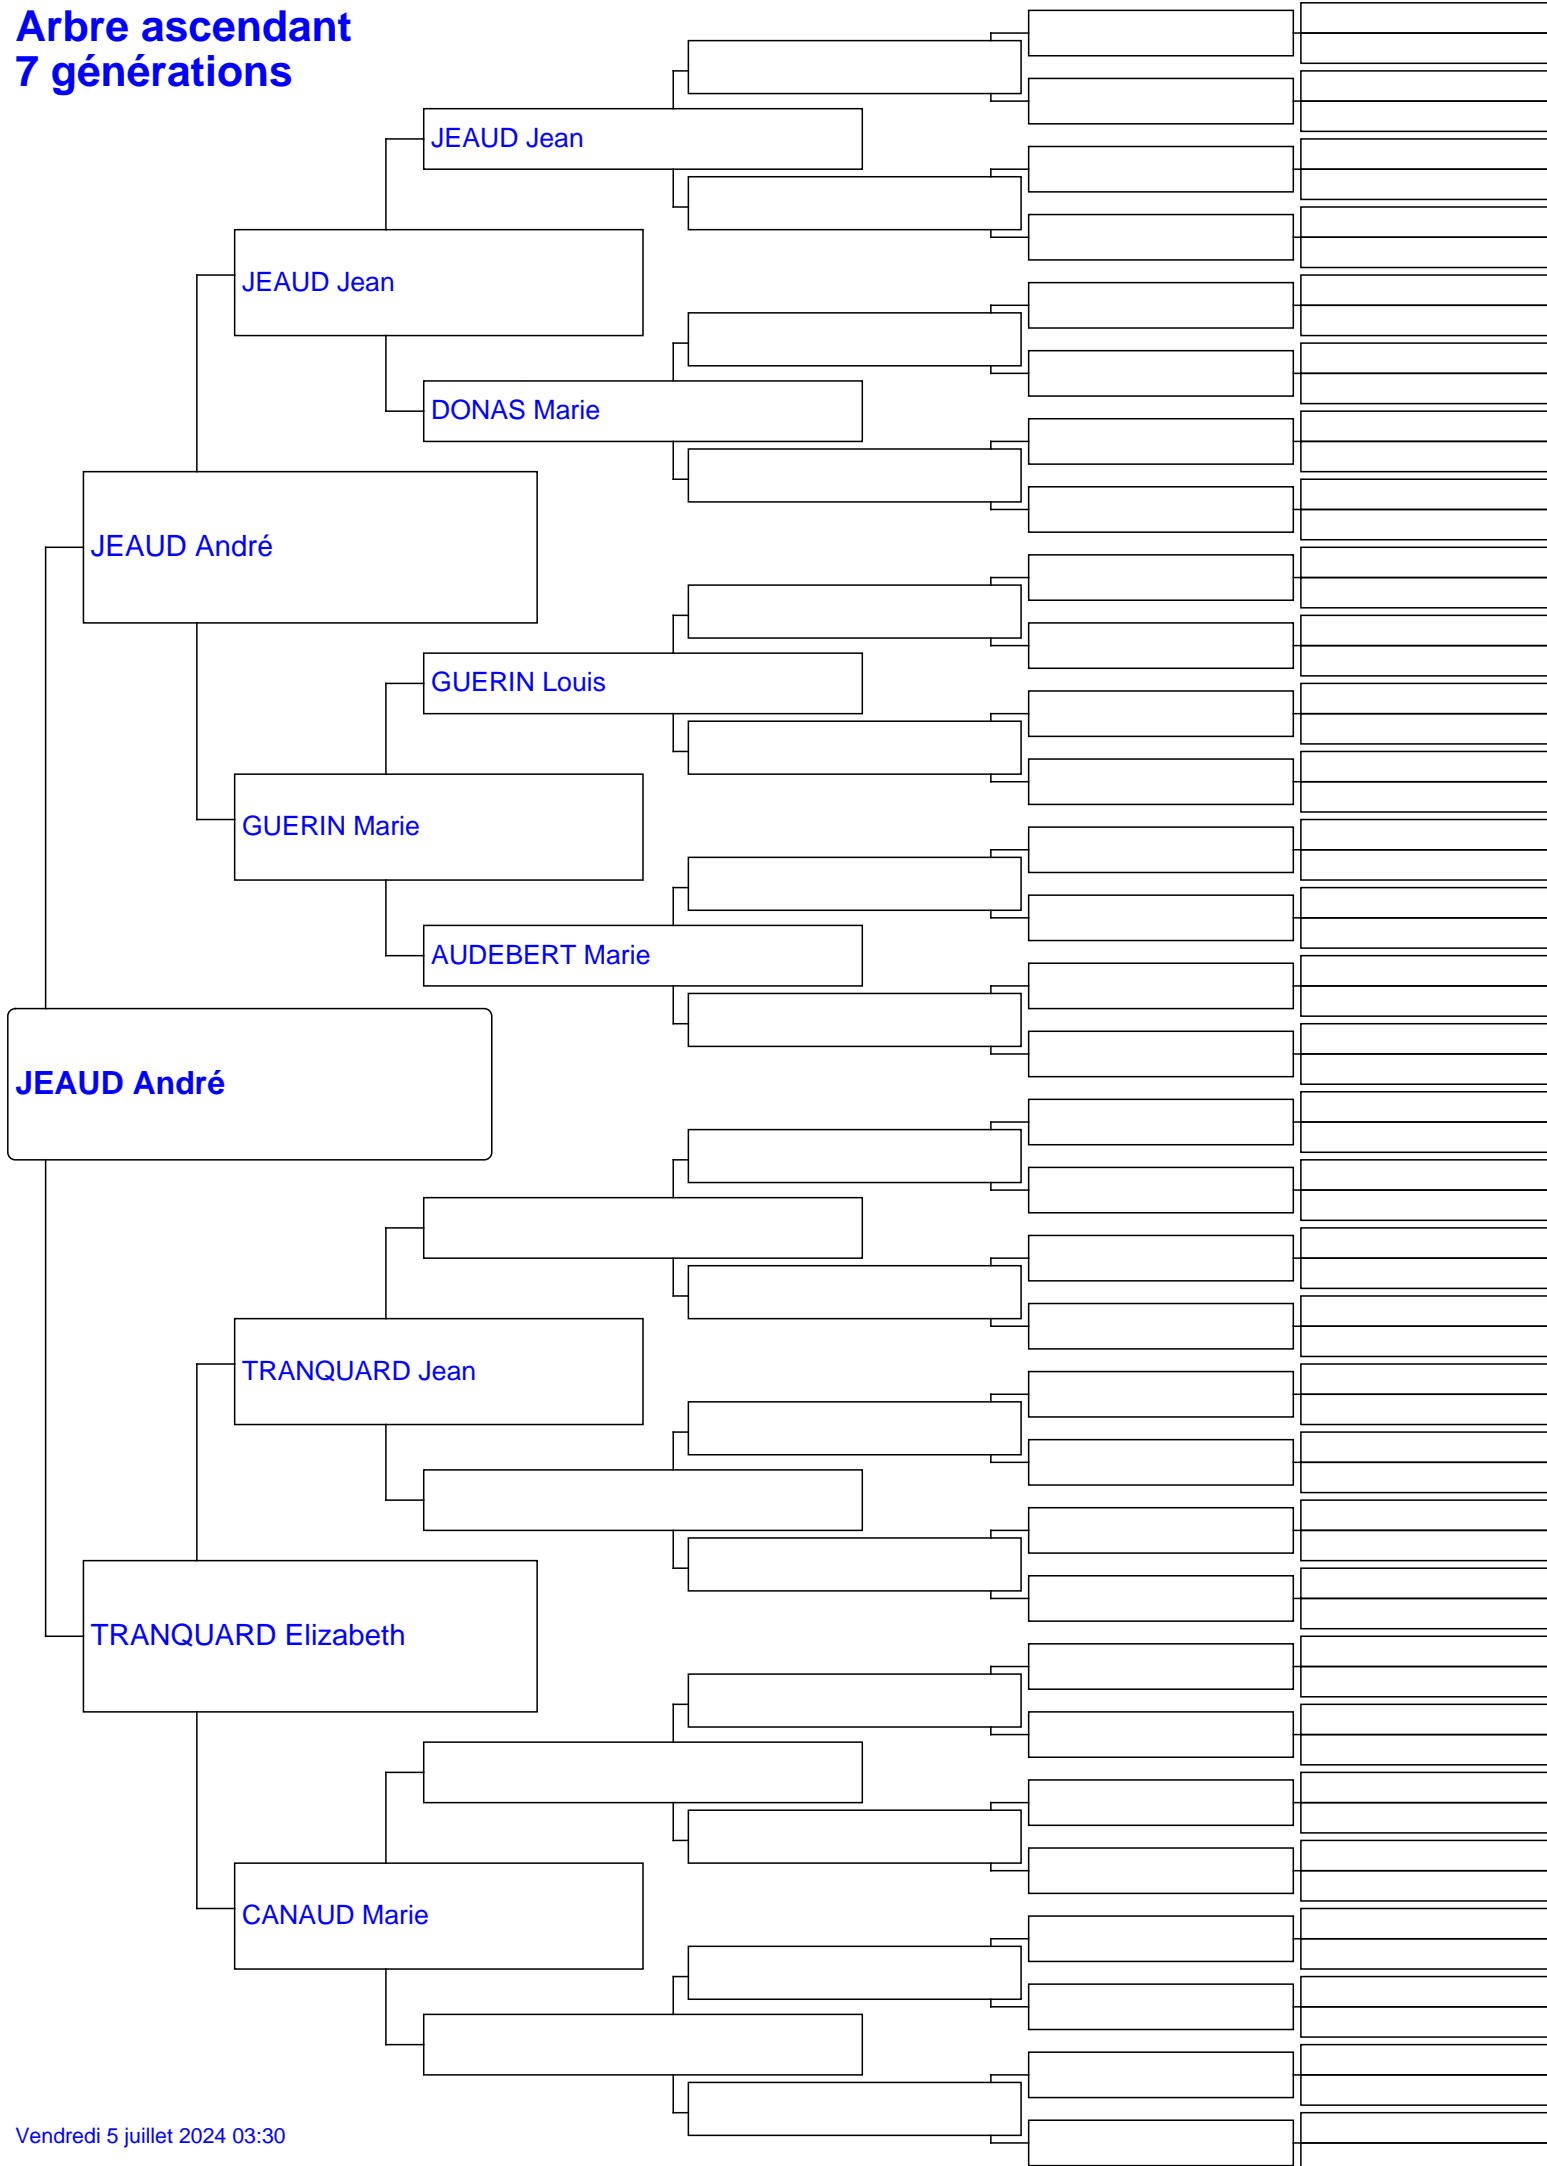 Arbre ascendant
7 générations
JEAUD Jean
JEAUD Jean
DONAS Marie
JEAUD André
GUERIN Louis
GUERIN Marie
AUDEBERT Marie
JEAUD André
TRANQUARD Jean
TRANQUARD Elizabeth
CANAUD Marie
Vendredi 5 juillet 2024 03:30